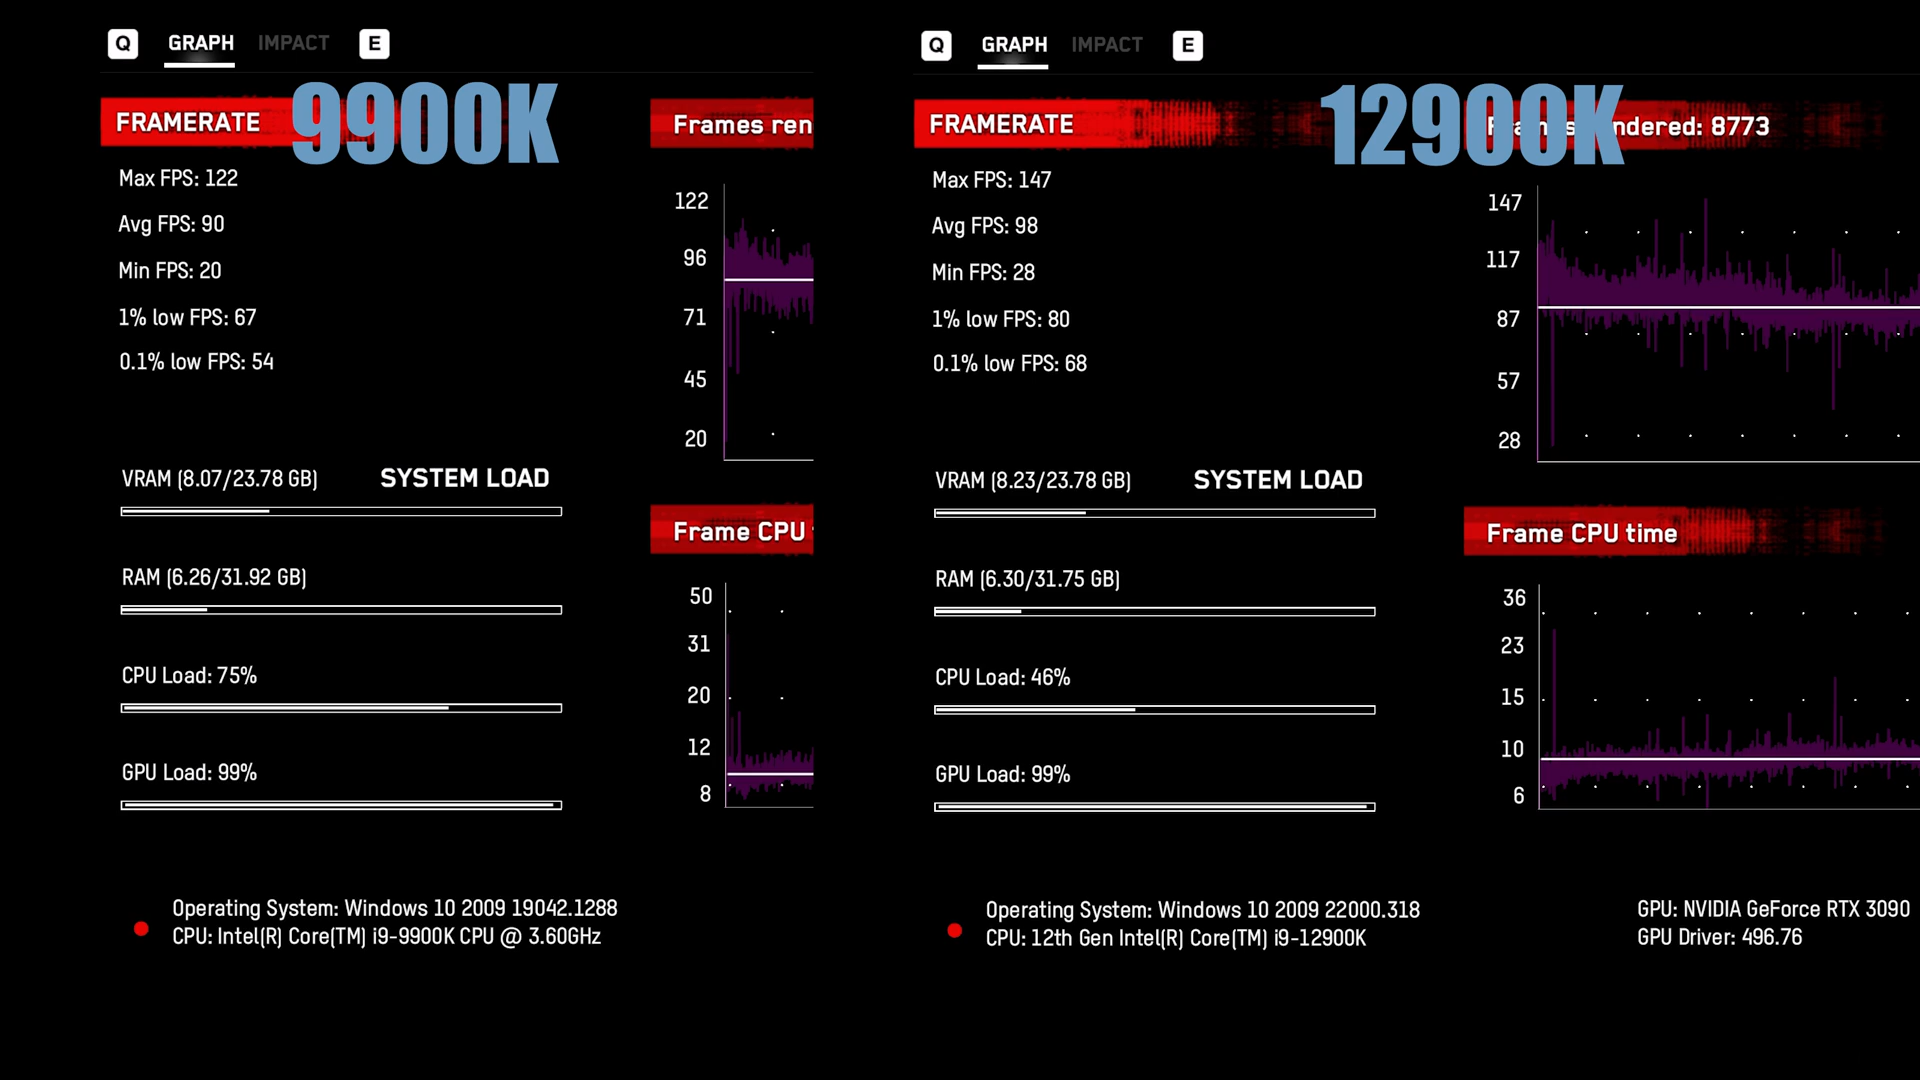 Q GRAPH IMPACT E
FRAMERATE 9900K
Frames ren
Max FPS: 122
Avg FPS: 90
Min FPS: 20
1% low FPS: 67
0.1% low FPS: 54
122
96
71
45
20
VRAM (8.07/23.78 GB) SYSTEM LOAD
RAM (6.26/31.92 GB)
CPU Load: 75%
GPU Load: 99%
Frame CPU
50
31
20
12
8
Operating System: Windows 10 2009 19042.1288
CPU: Intel(R) Core(TM) i9-9900K CPU @ 3.60GHz
Q GRAPH IMPACT E
FRAMERATE 12900K
Frames rendered: 8773
Max FPS: 147
Avg FPS: 98
Min FPS: 28
1% low FPS: 80
0.1% low FPS: 68
147
117
87
57
28
VRAM (8.23/23.78 GB) SYSTEM LOAD
RAM (6.30/31.75 GB)
CPU Load: 46%
GPU Load: 99%
Frame CPU time
36
23
15
10
6
Operating System: Windows 10 2009 22000.318
CPU: 12th Gen Intel(R) Core(TM) i9-12900K
GPU: NVIDIA GeForce RTX 3090
GPU Driver: 496.76